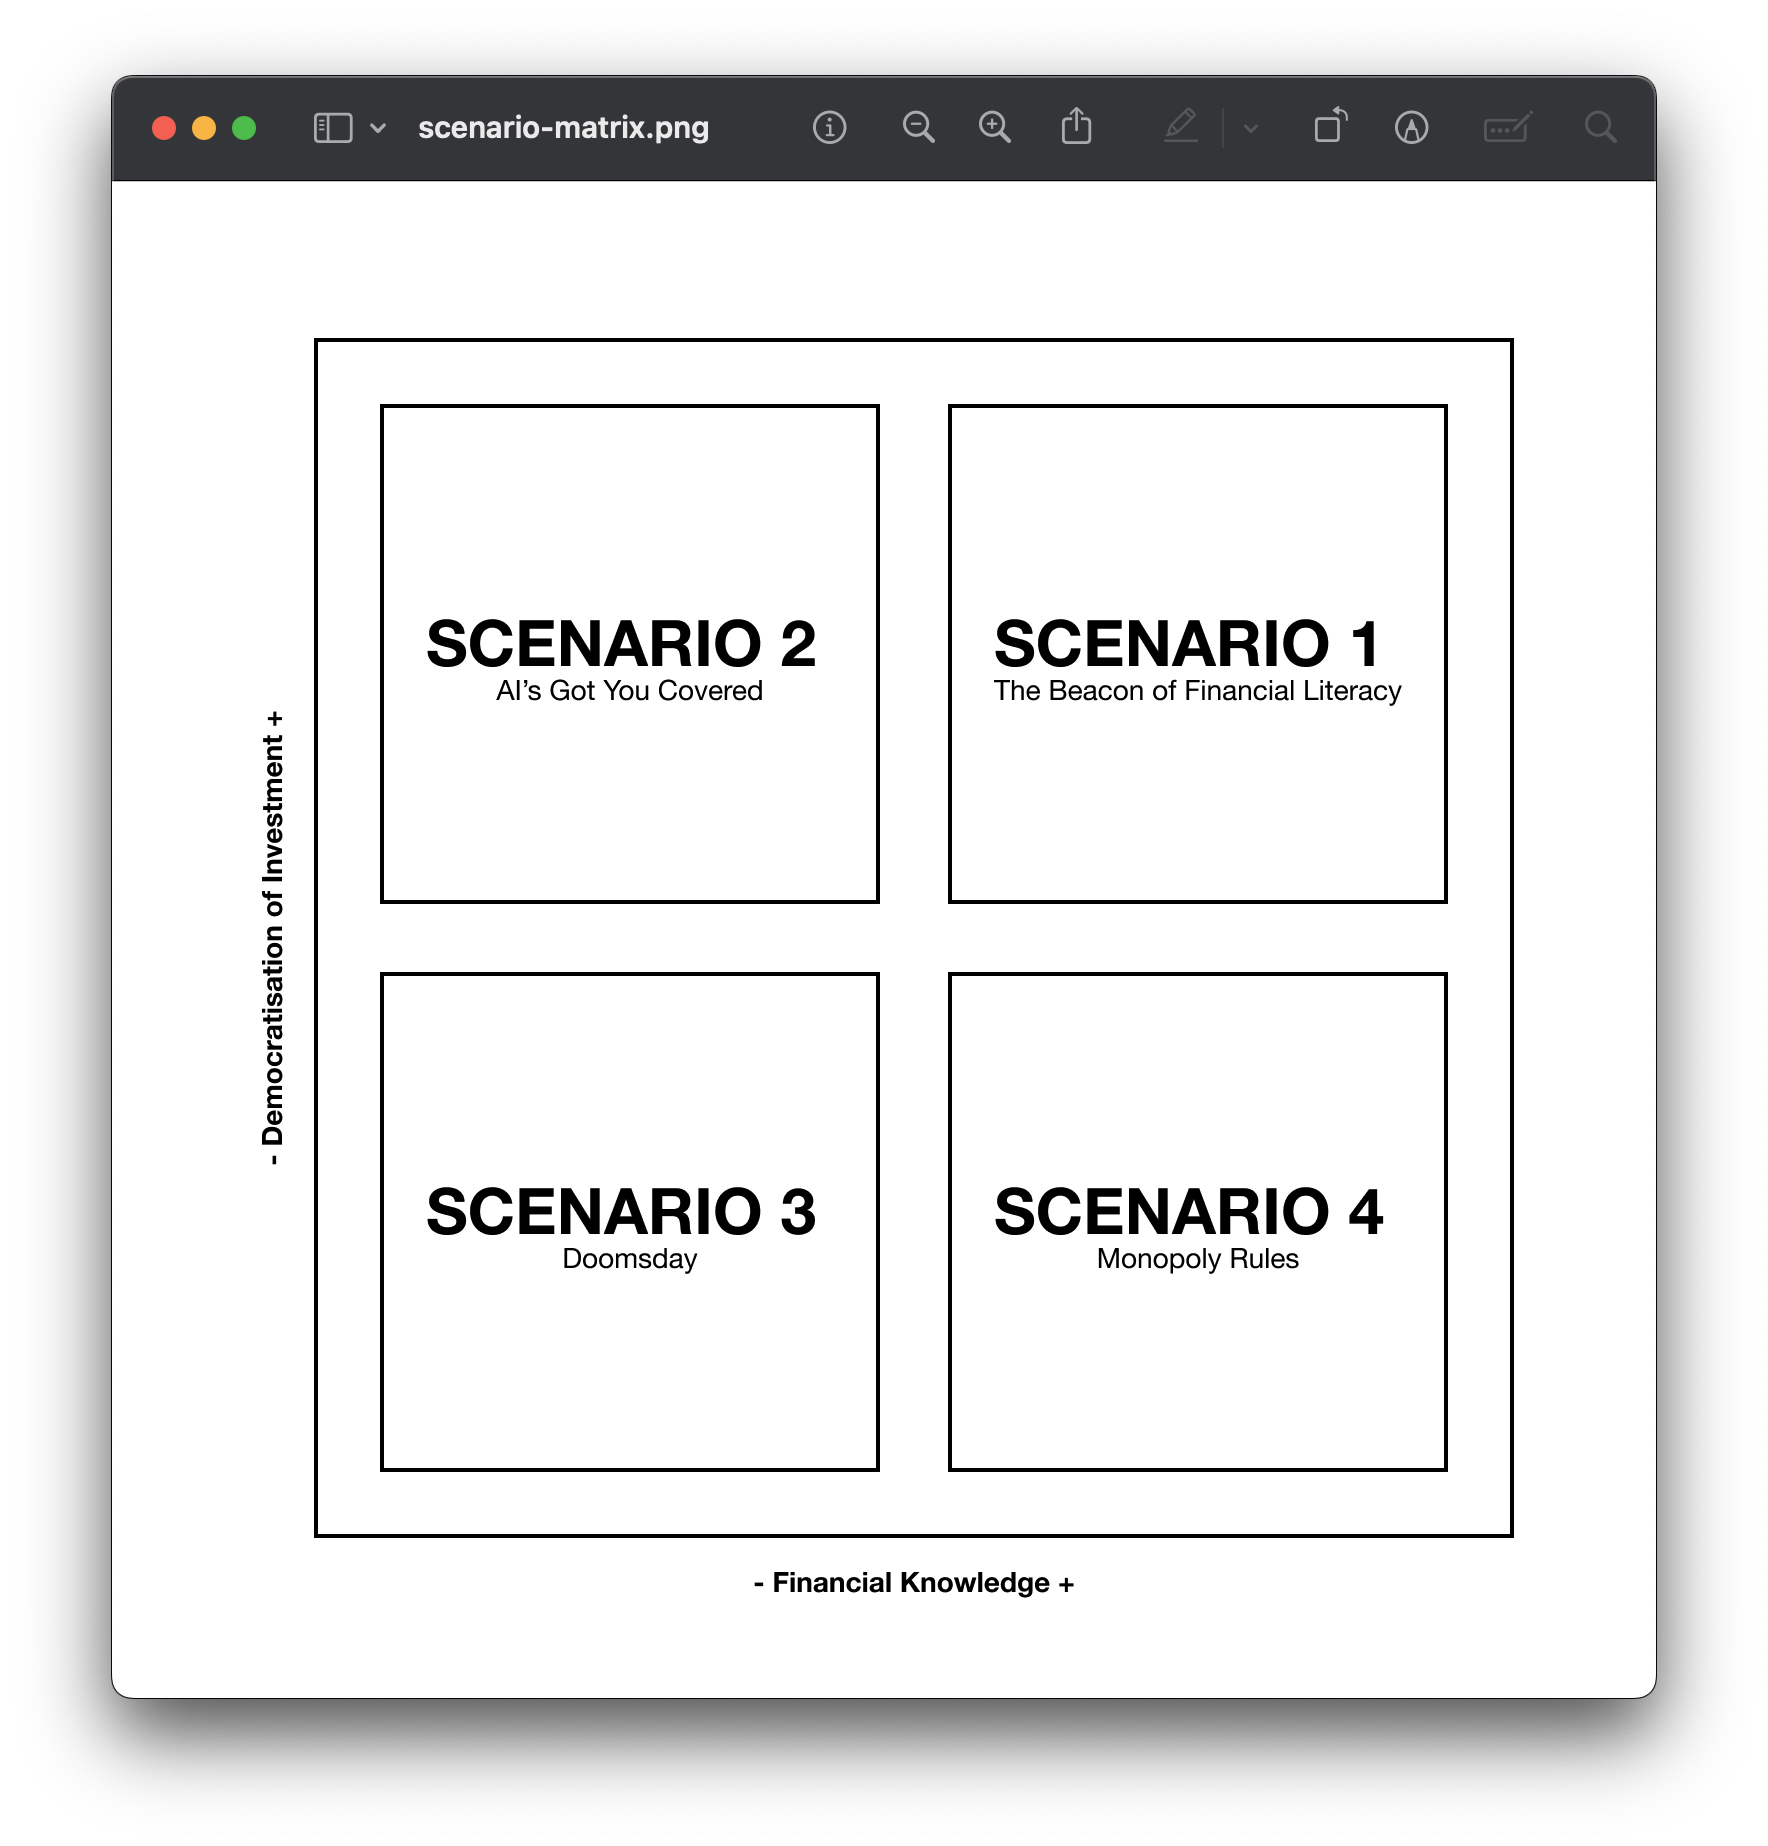 scenario-matrix.png
SCENARIO 2
AI’s Got You Covered
SCENARIO 1
The Beacon of Financial Literacy
- Democratisation of Investment +
SCENARIO 3
Doomsday
SCENARIO 4
Monopoly Rules
- Financial Knowledge +